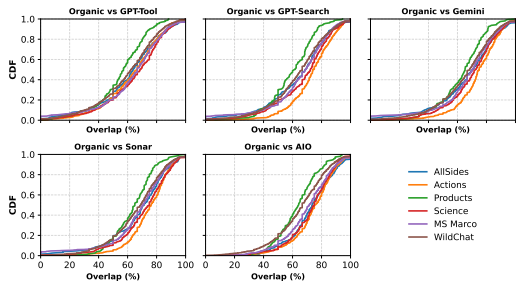 Organic vs GPT-Tool
Organic vs GPT-Search
Organic vs Gemini
CDF
1.0
0.8
0.6
0.4
0.2
0.0
Overlap (%)
Overlap (%)
Overlap (%)
Organic vs Sonar
Organic vs AIO
CDF
1.0
0.8
0.6
0.4
0.2
0.0
0 20 40 60 80 100
0 20 40 60 80 100
Overlap (%)
Overlap (%)
AllSides
Actions
Products
Science
MS Marco
WildChat